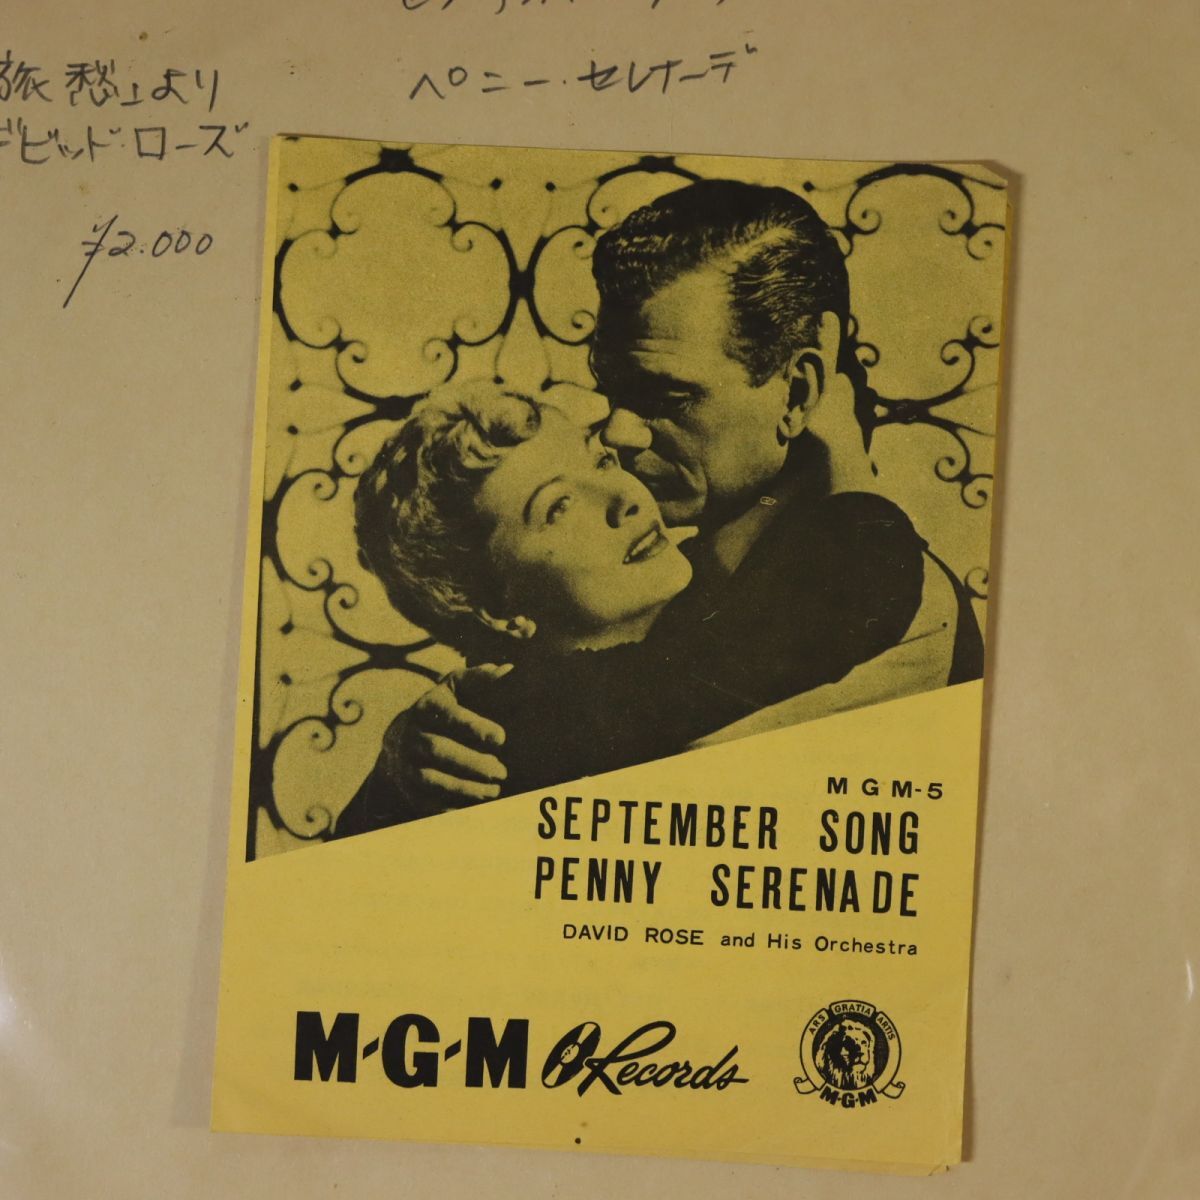 旅愁」より
ビッド・ローズ
¥2.000
ペニー・セレナーデ
MGM-5
SEPTEMBER SONG
PENNY SERENADE
DAVID ROSE and His Orchestra
M-G-M Records
ARS GRATIA ARTIS
M-G-M